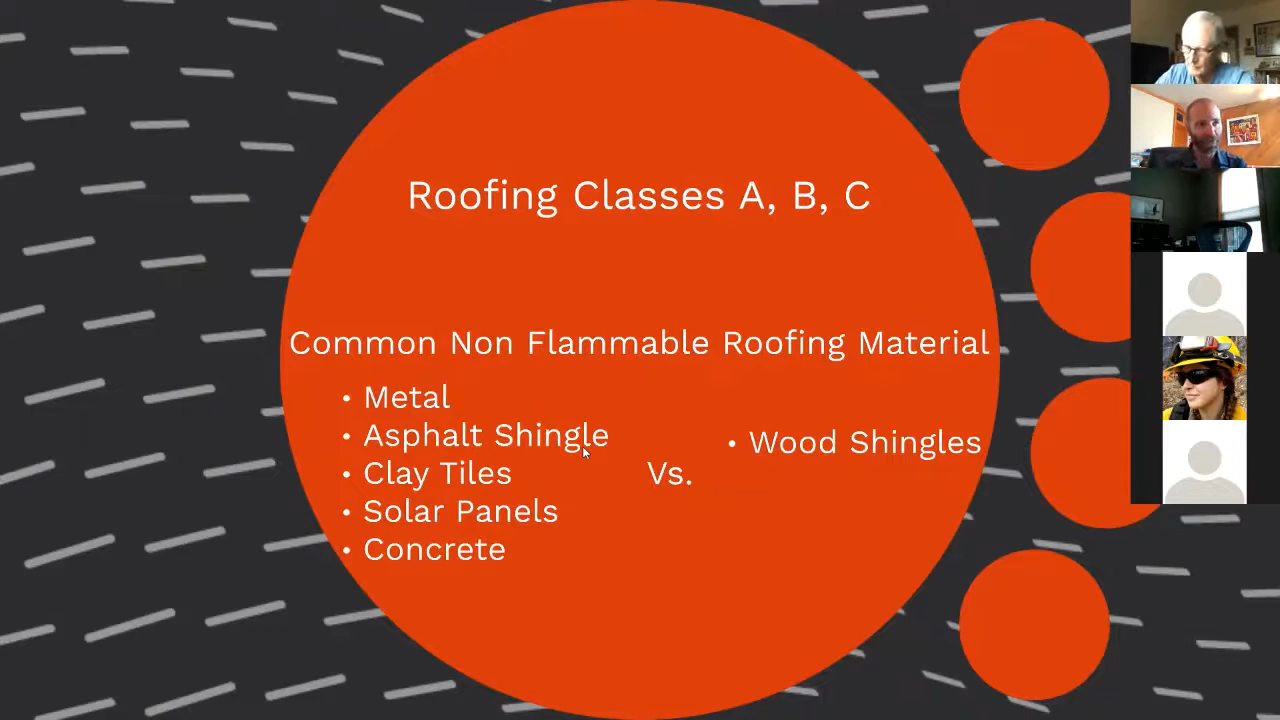 Roofing Classes A, B, C
Common Non Flammable Roofing Material
• Metal
• Asphalt Shingle
• Clay Tiles
• Solar Panels
• Concrete
Vs.
• Wood Shingles